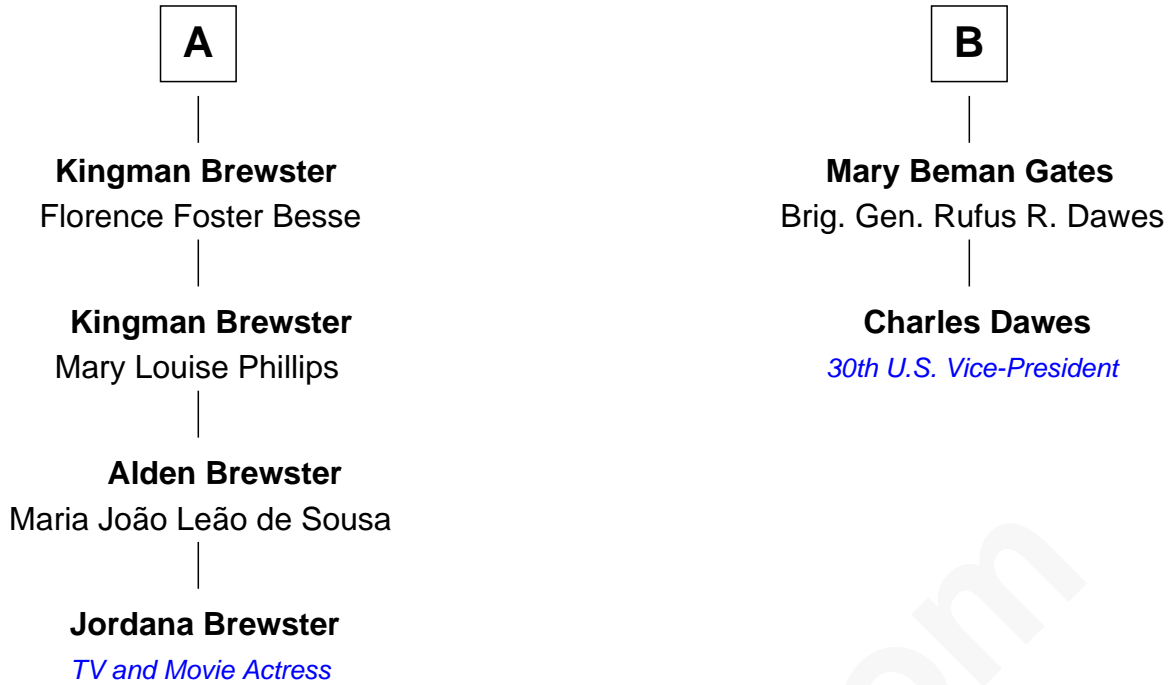 A
Kingman Brewster
Florence Foster Besse
Kingman Brewster
Mary Louise Phillips
Alden Brewster
Maria João Leão de Sousa
Jordana Brewster
TV and Movie Actress
B
Mary Beman Gates
Brig. Gen. Rufus R. Dawes
Charles Dawes
30th U.S. Vice-President
om